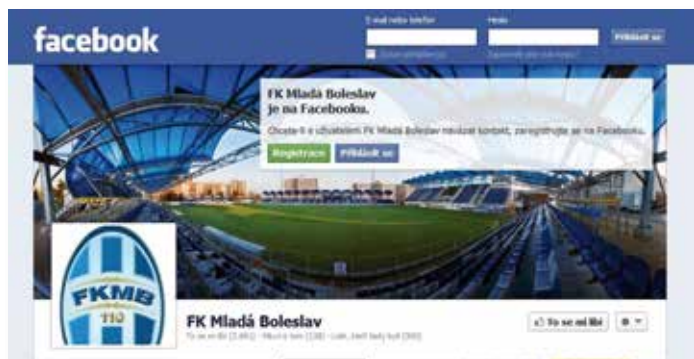 facebook
E-mail nebo telefon
Heslo
Přihlásit se
FK Mladá Boleslav
je na Facebooku.
Chcete-li s uživatelem FK Mladá Boleslav navázat kontakt, zaregistrujte se na Facebooku.
Registrace Přihlásit se
FKMB
110
FK Mladá Boleslav
To se mi líbí